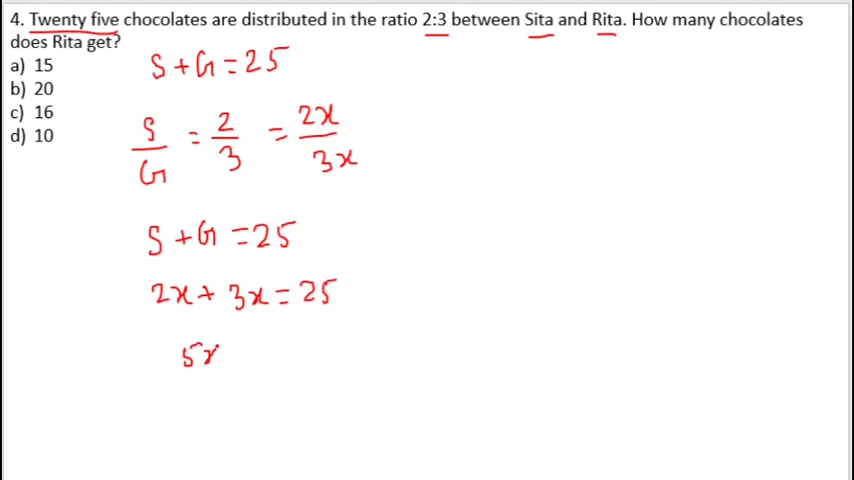 4. Twenty five chocolates are distributed in the ratio 2:3 between Sita and Rita. How many chocolates
does Rita get?
a) 15
b) 20
c) 16
d) 10
S + G = 25
S/G = 2/3 = 2x/3x
S + G = 25
2x + 3x = 25
5x